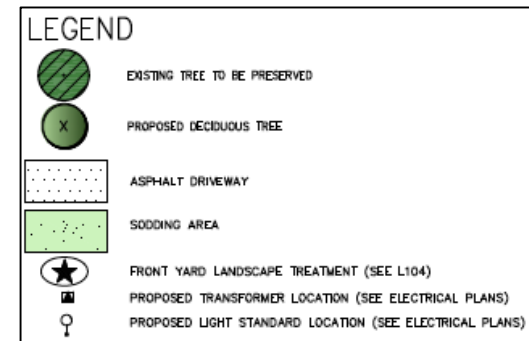 LEGEND
EXISTING TREE TO BE PRESERVED
X
PROPOSED DECIDUOUS TREE
ASPHALT DRIVEWAY
SODDING AREA
FRONT YARD LANDSCAPE TREATMENT (SEE L104)
PROPOSED TRANSFORMER LOCATION (SEE ELECTRICAL PLANS)
PROPOSED LIGHT STANDARD LOCATION (SEE ELECTRICAL PLANS)